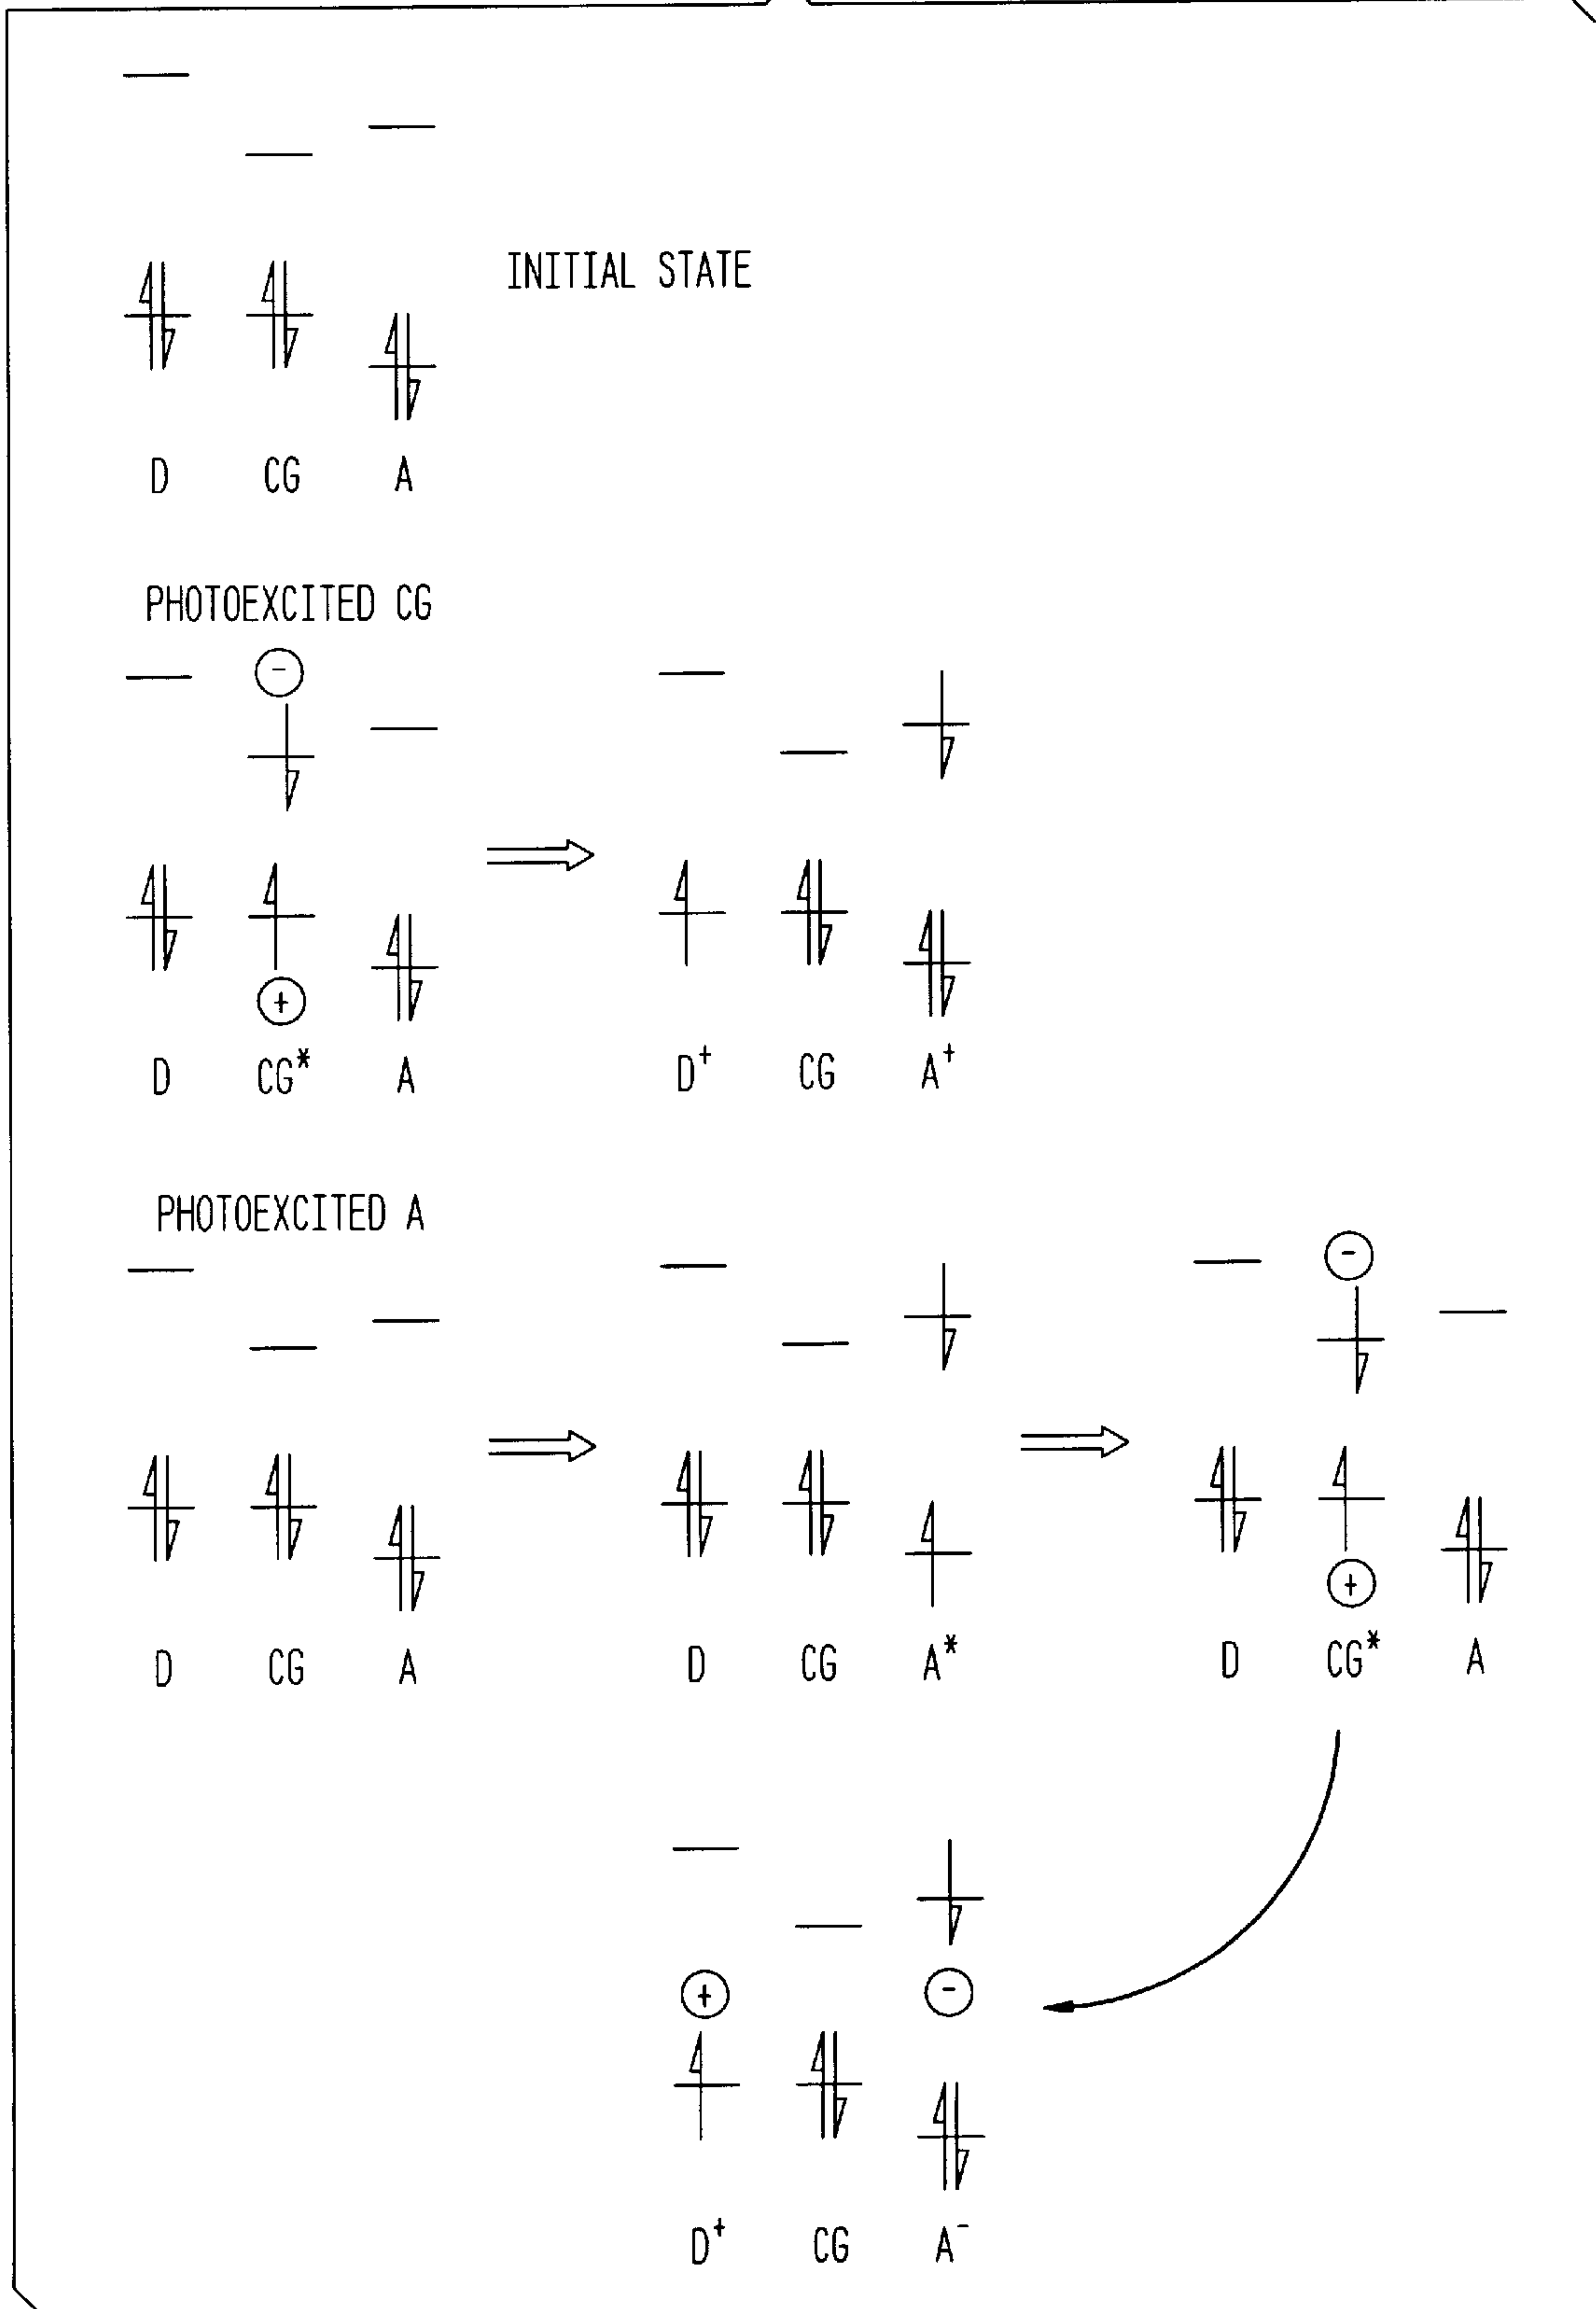 INITIAL STATE
D CG A
PHOTOEXCITED CG
−
+
D CG* A
D⁺ CG A⁺
PHOTOEXCITED A
−
+
D CG A
D CG A*
D CG* A
+ −
D⁺ CG A⁻